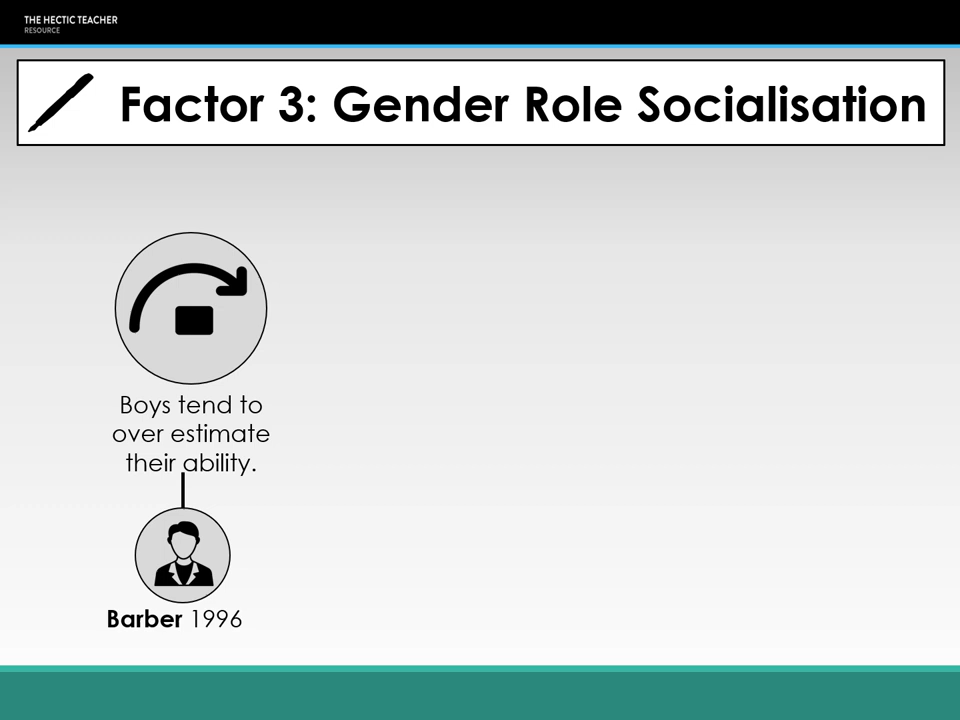 THE HECTIC TEACHER
RESOURCE
Factor 3: Gender Role Socialisation
Boys tend to
over estimate
their ability.
Barber 1996